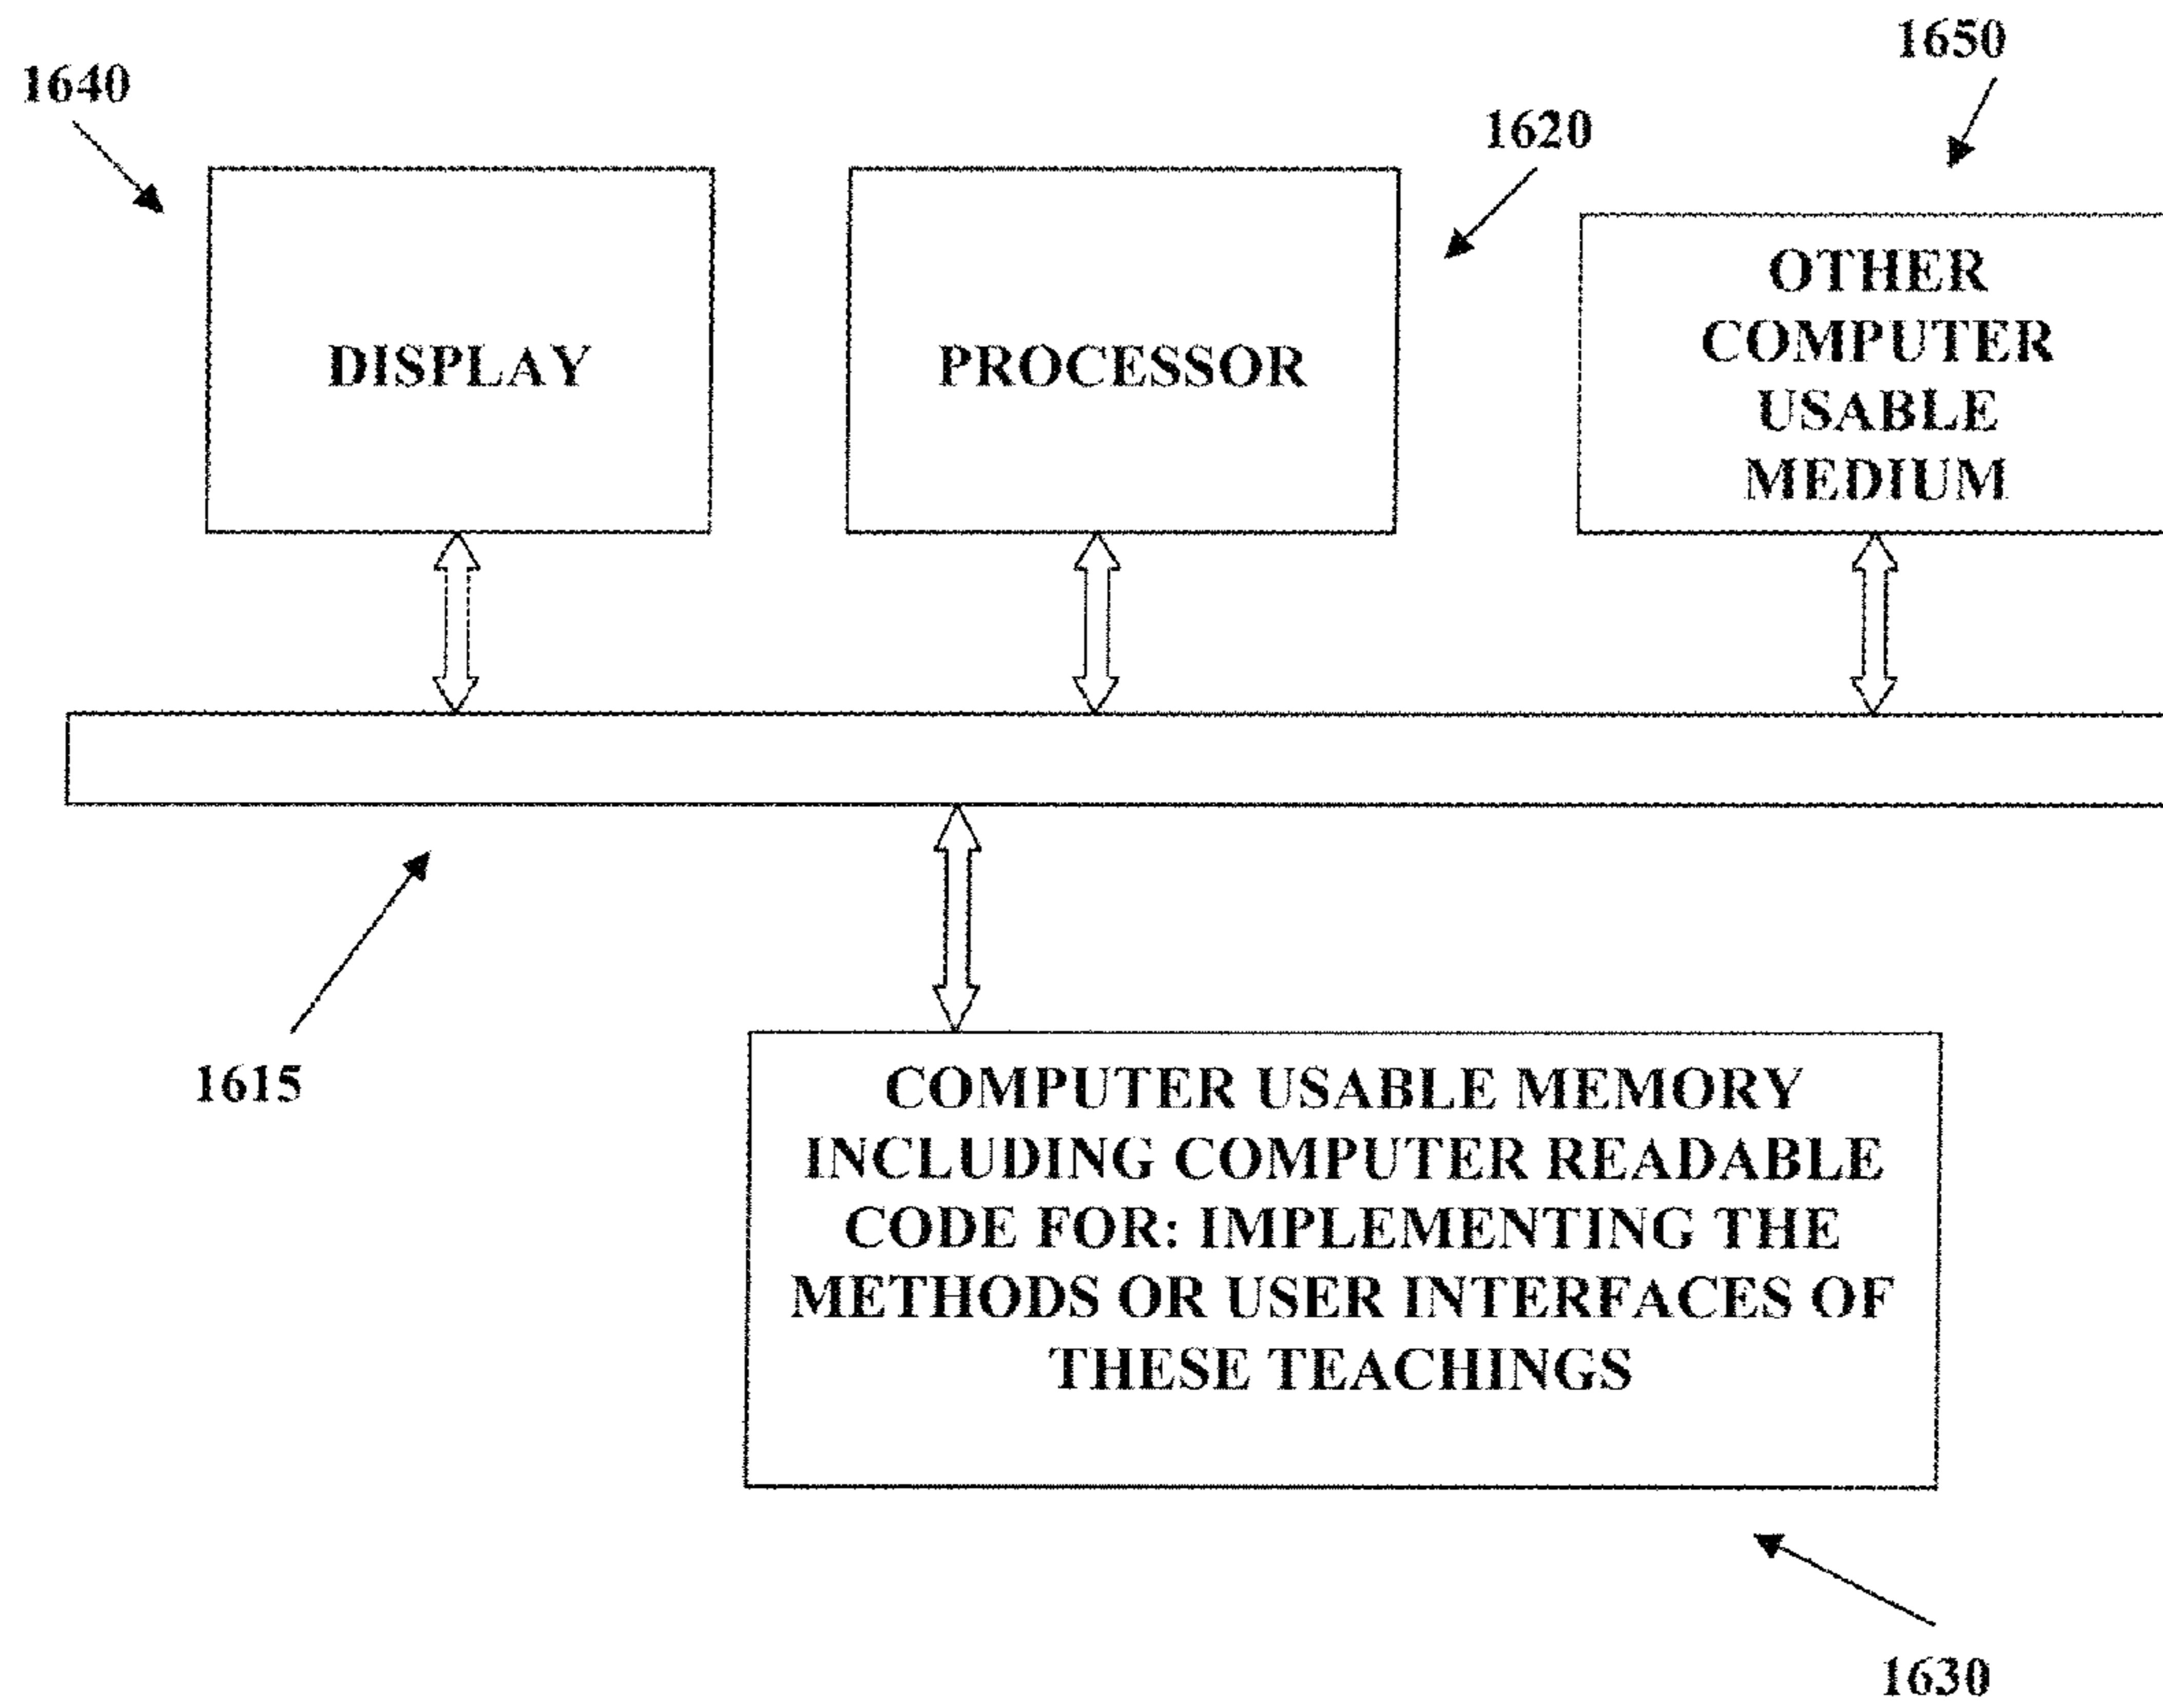 1650
1640
1620
DISPLAY
PROCESSOR
OTHER
COMPUTER
USABLE
MEDIUM
1615
COMPUTER USABLE MEMORY
INCLUDING COMPUTER READABLE
CODE FOR: IMPLEMENTING THE
METHODS OR USER INTERFACES OF
THESE TEACHINGS
1630